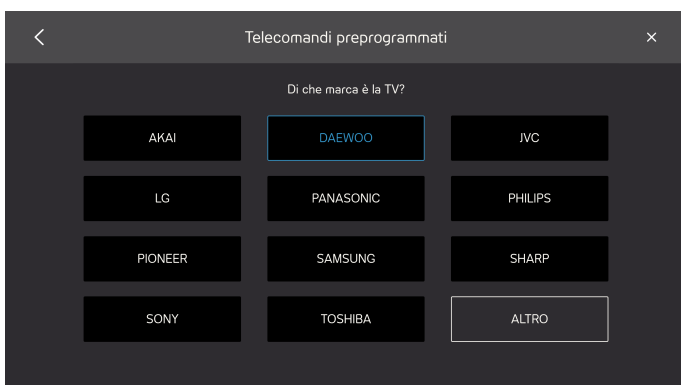 Telecomandi preprogrammati
Di che marca è la TV?
AKAI
DAEWOO
JVC
LG
PANASONIC
PHILIPS
PIONEER
SAMSUNG
SHARP
SONY
TOSHIBA
ALTRO